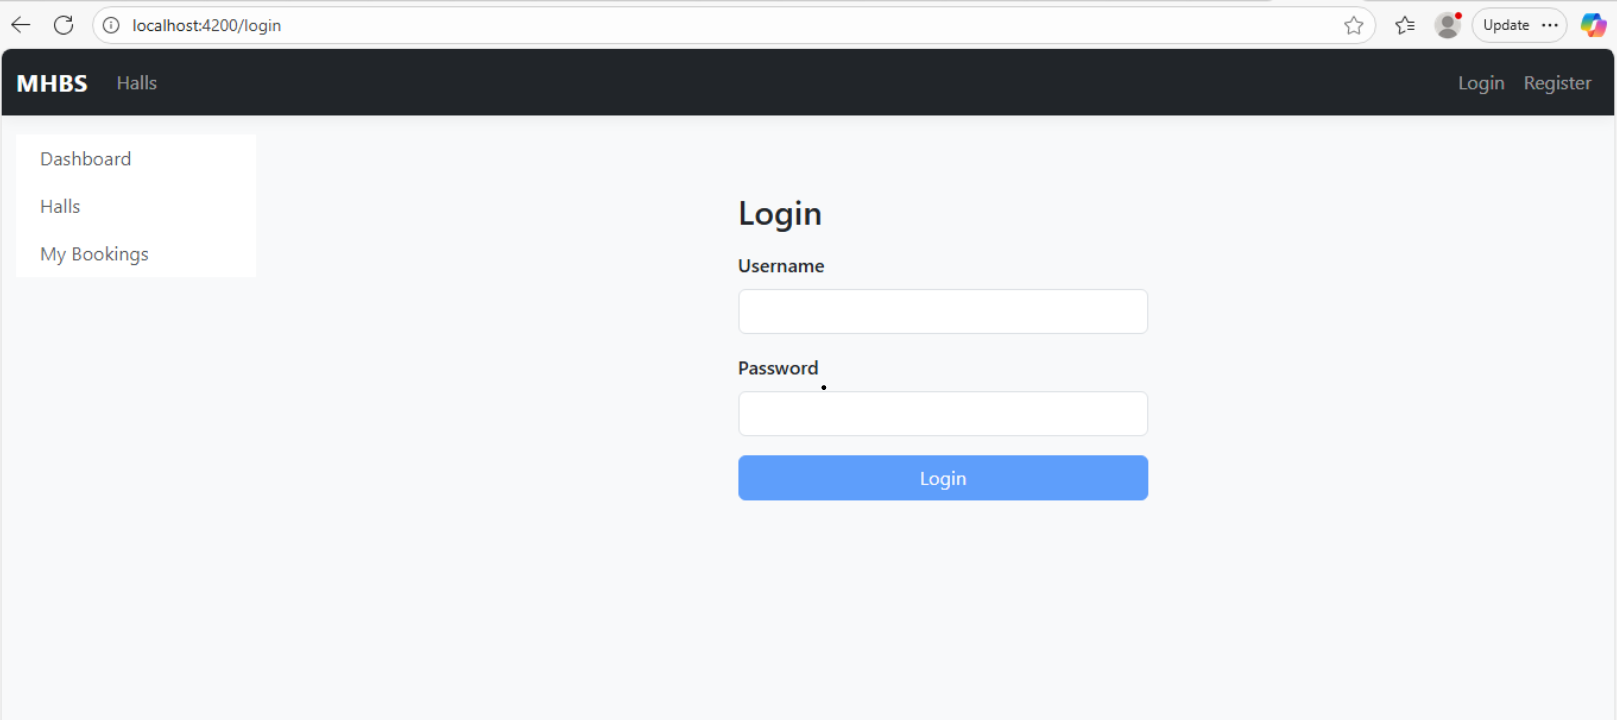 localhost:4200/login
Update
MHBS Halls Login Register
Dashboard
Halls
My Bookings
Login
Username
Password
Login